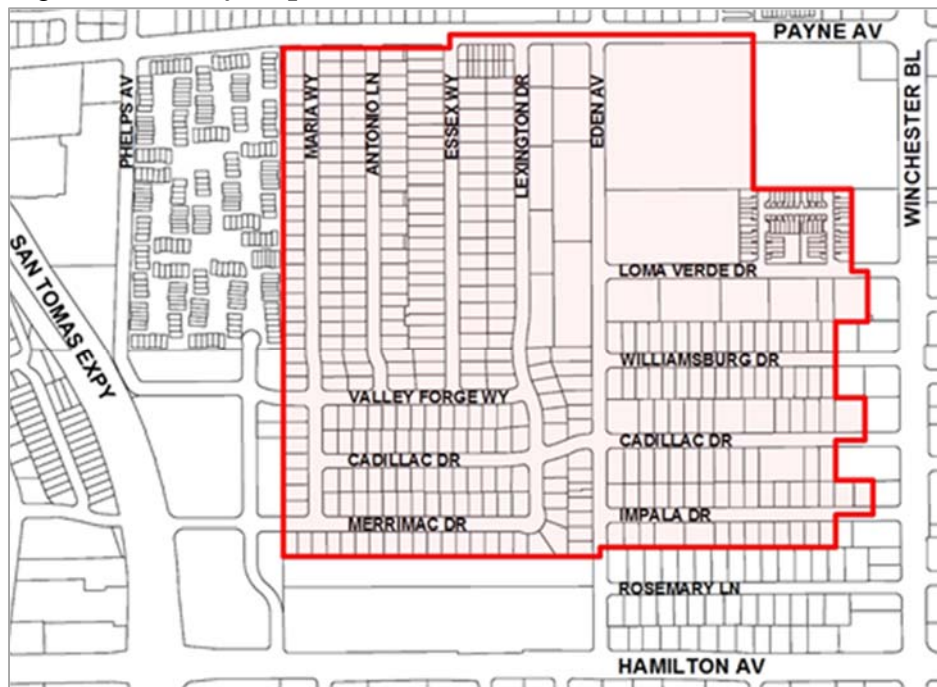 PAYNE AV
PHELPS AV
MARIA WY
ANTONIO LN
ESSEX WY
LEXINGTON DR
EDEN AV
WINCHESTER BL
SAN TOMAS EXPY
LOMA VERDE DR
WILLIAMSBURG DR
VALLEY FORGE WY
CADILLAC DR
CADILLAC DR
IMPALA DR
MERRIMAC DR
ROSEMARY LN
HAMILTON AV